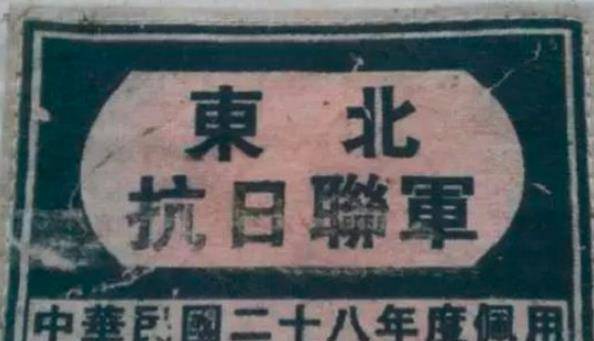 東北
抗日聯軍
中華民國二十八年度佩用